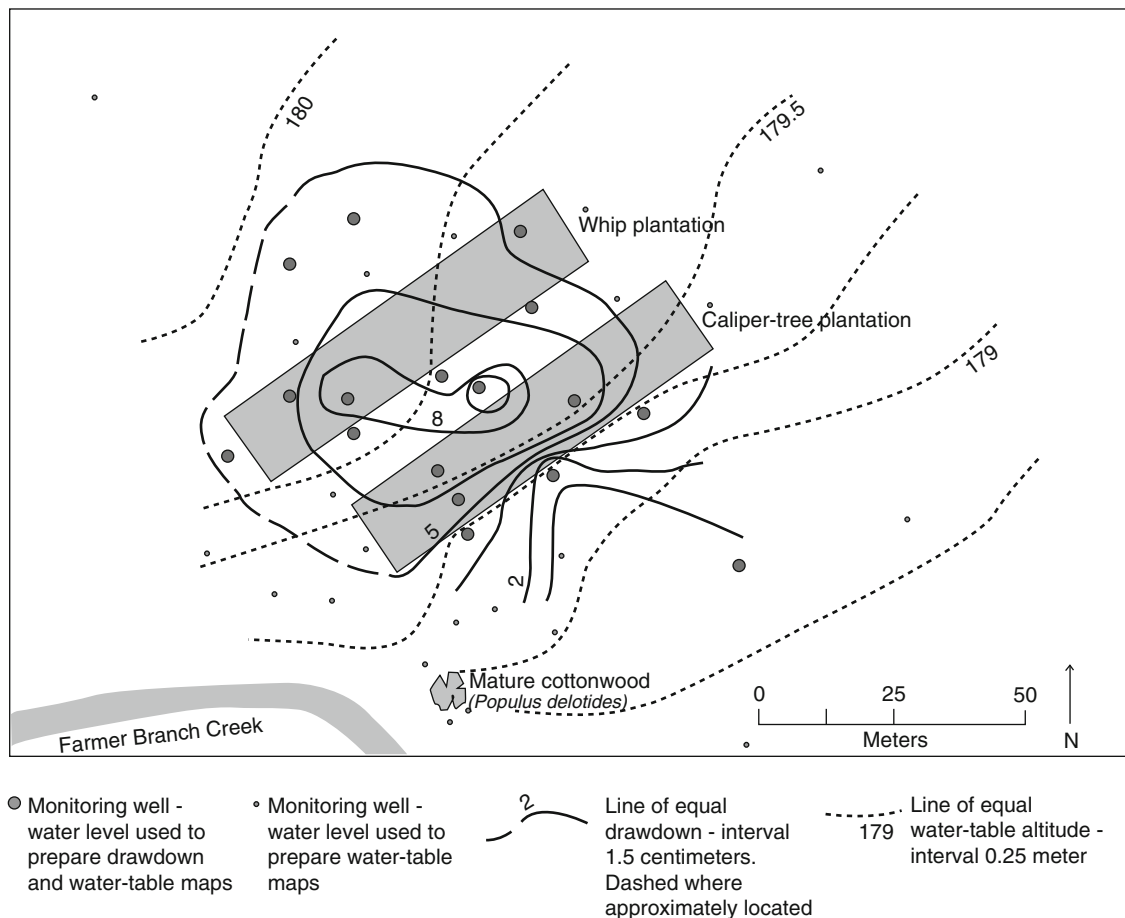 180
179.5
Whip plantation
Caliper-tree plantation
179
8
5
2
Mature cottonwood
(Populus delotides)
0 25 50
Meters
N
Farmer Branch Creek
Monitoring well -
water level used to
prepare drawdown
and water-table maps
Monitoring well -
water level used to
prepare water-table
maps
2
Line of equal
drawdown - interval
1.5 centimeters.
Dashed where
approximately located
179
Line of equal
water-table altitude -
interval 0.25 meter